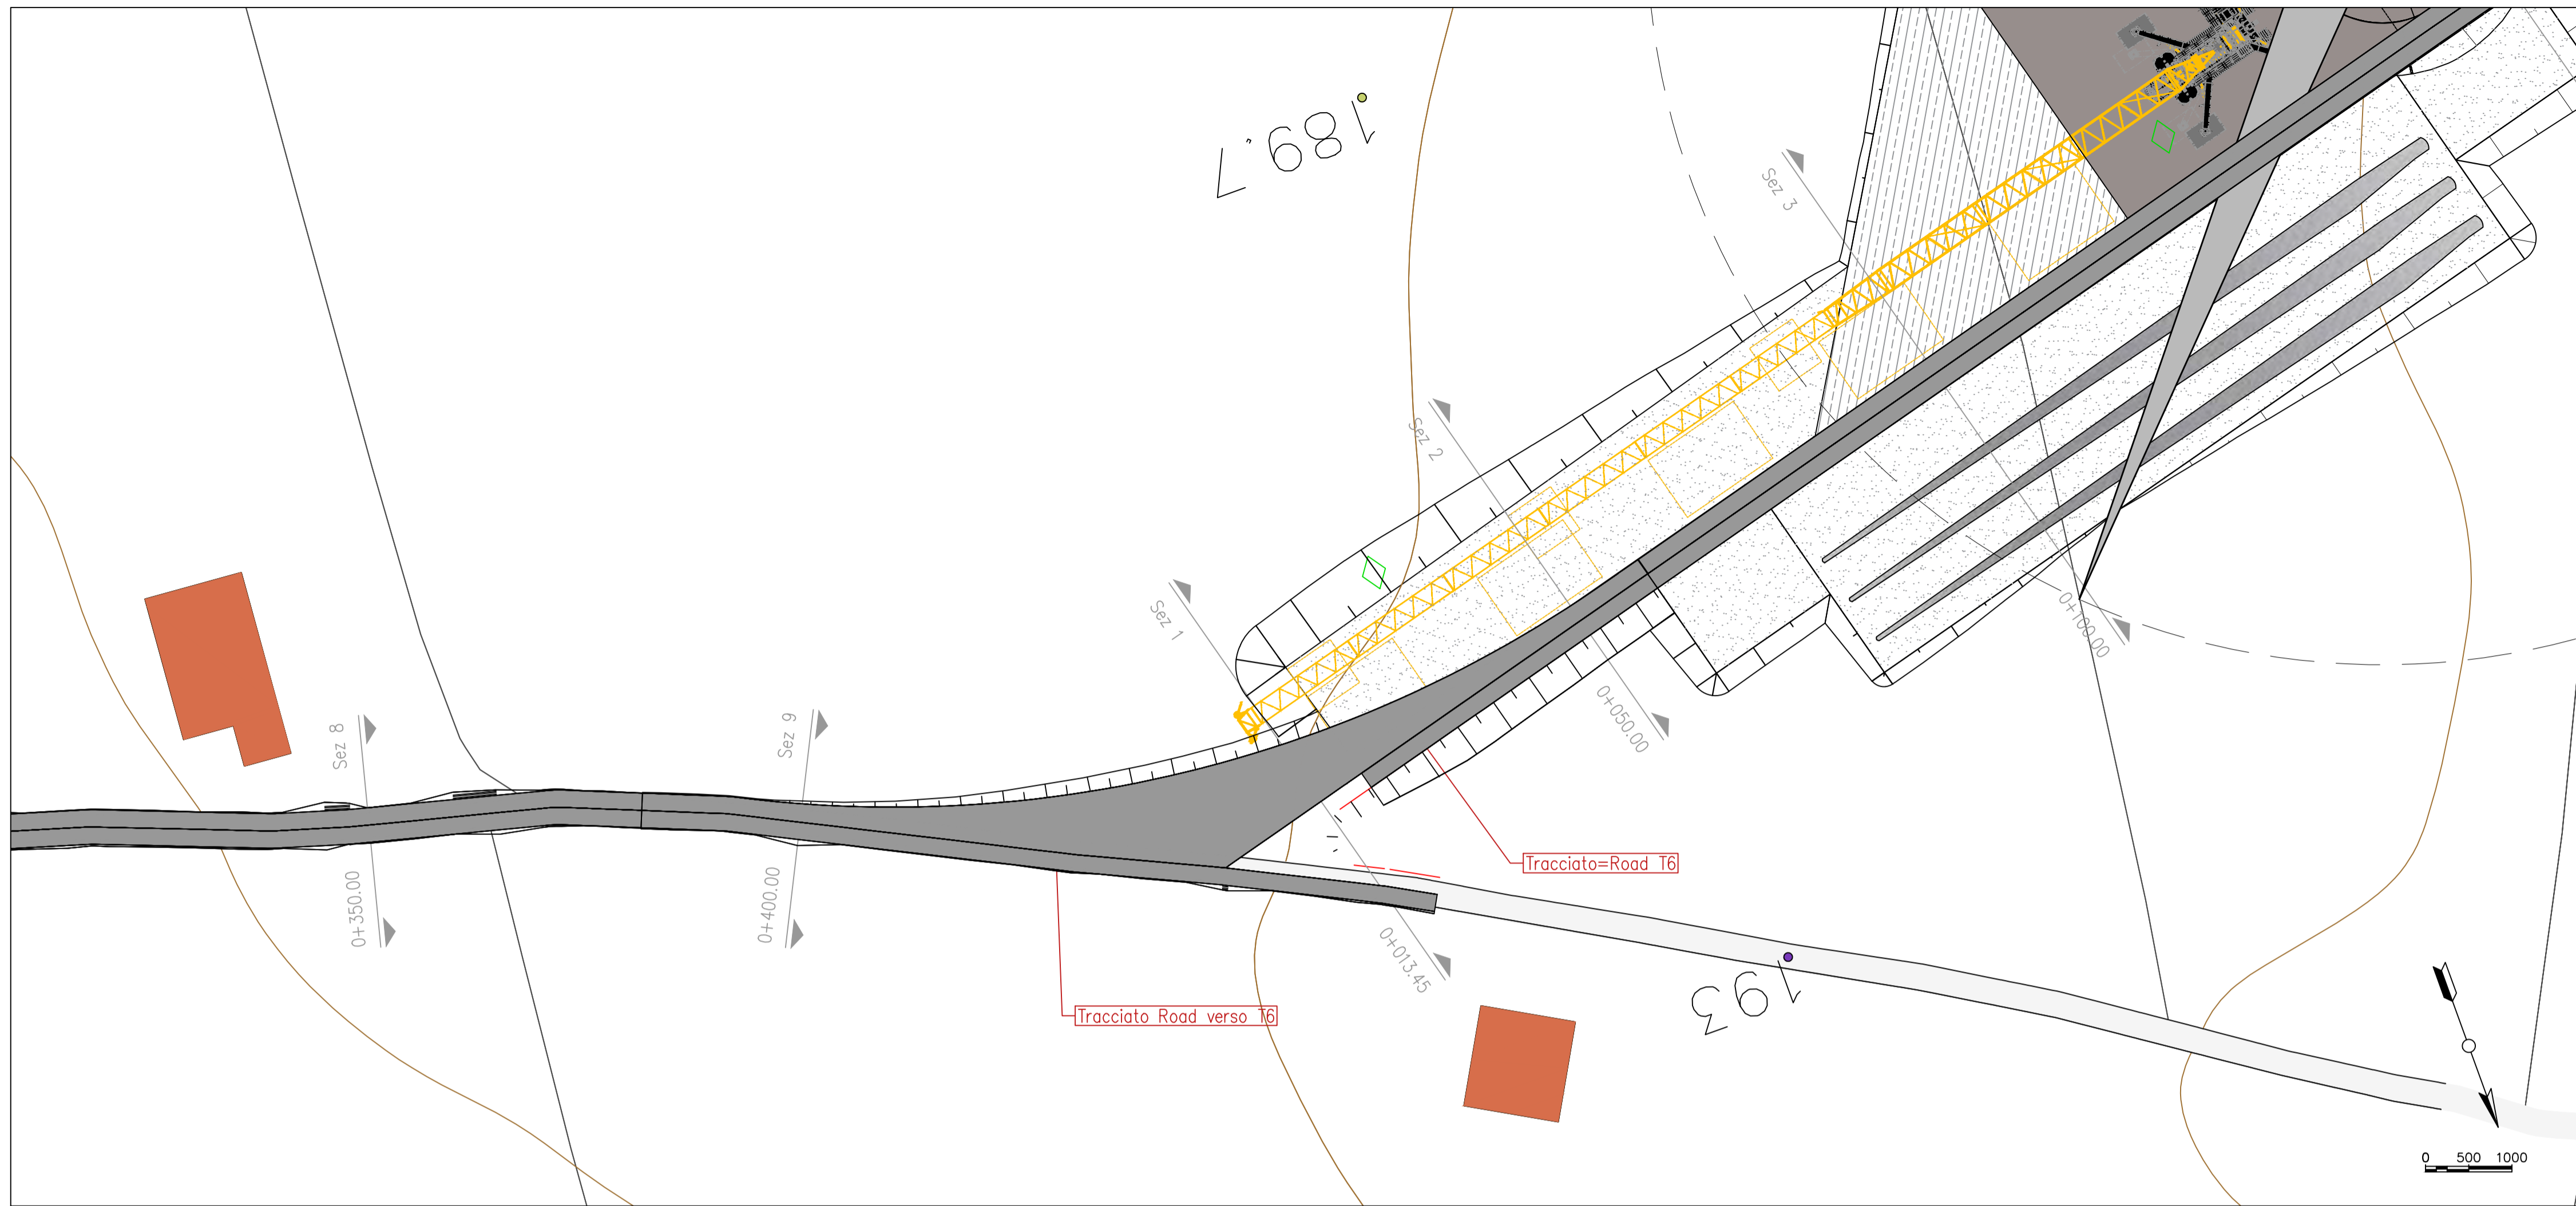 189.7
Sez 3
Sez 2
Sez 1
0+100.00
0+050.00
Sez 8
Sez 9
Tracciato=Road T6
0+350.00
0+400.00
0+013.45
193
Tracciato Road verso T6
0 500 1000